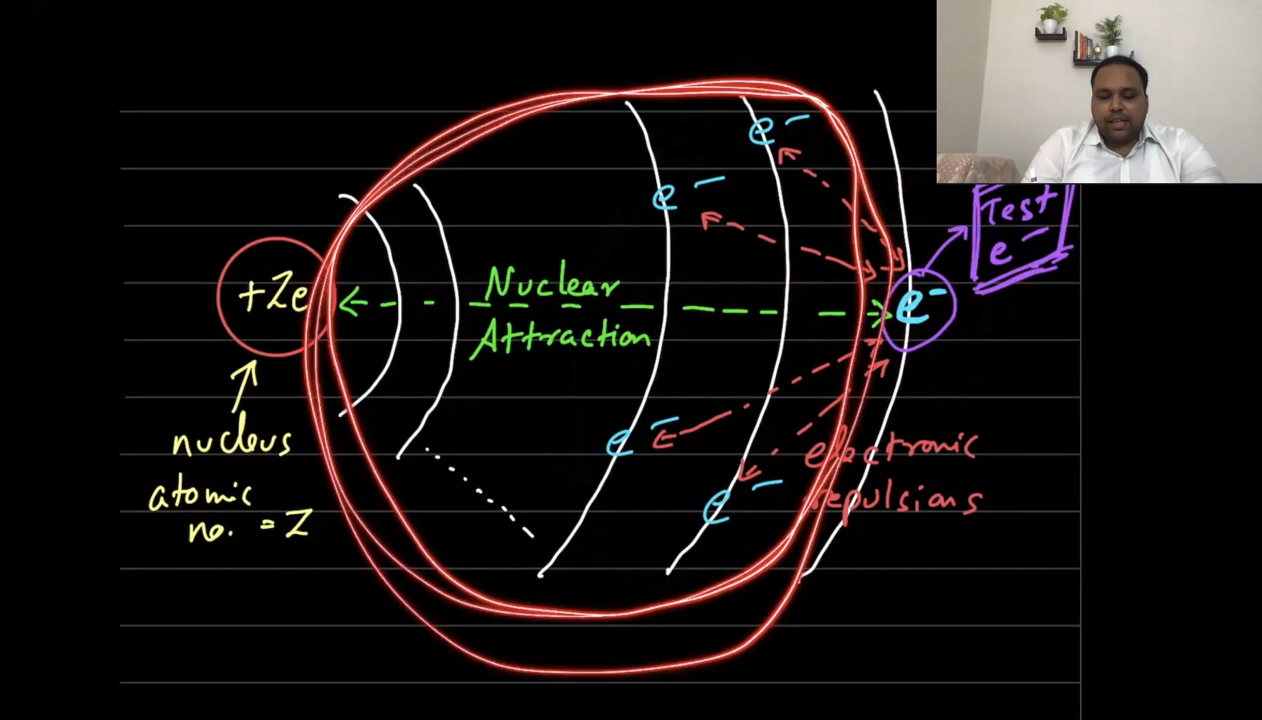 e −
e −
Test
e −
+Ze
Nuclear
Attraction
e −
nucleus
atomic
no. = Z
e −
electronic
repulsions
e −